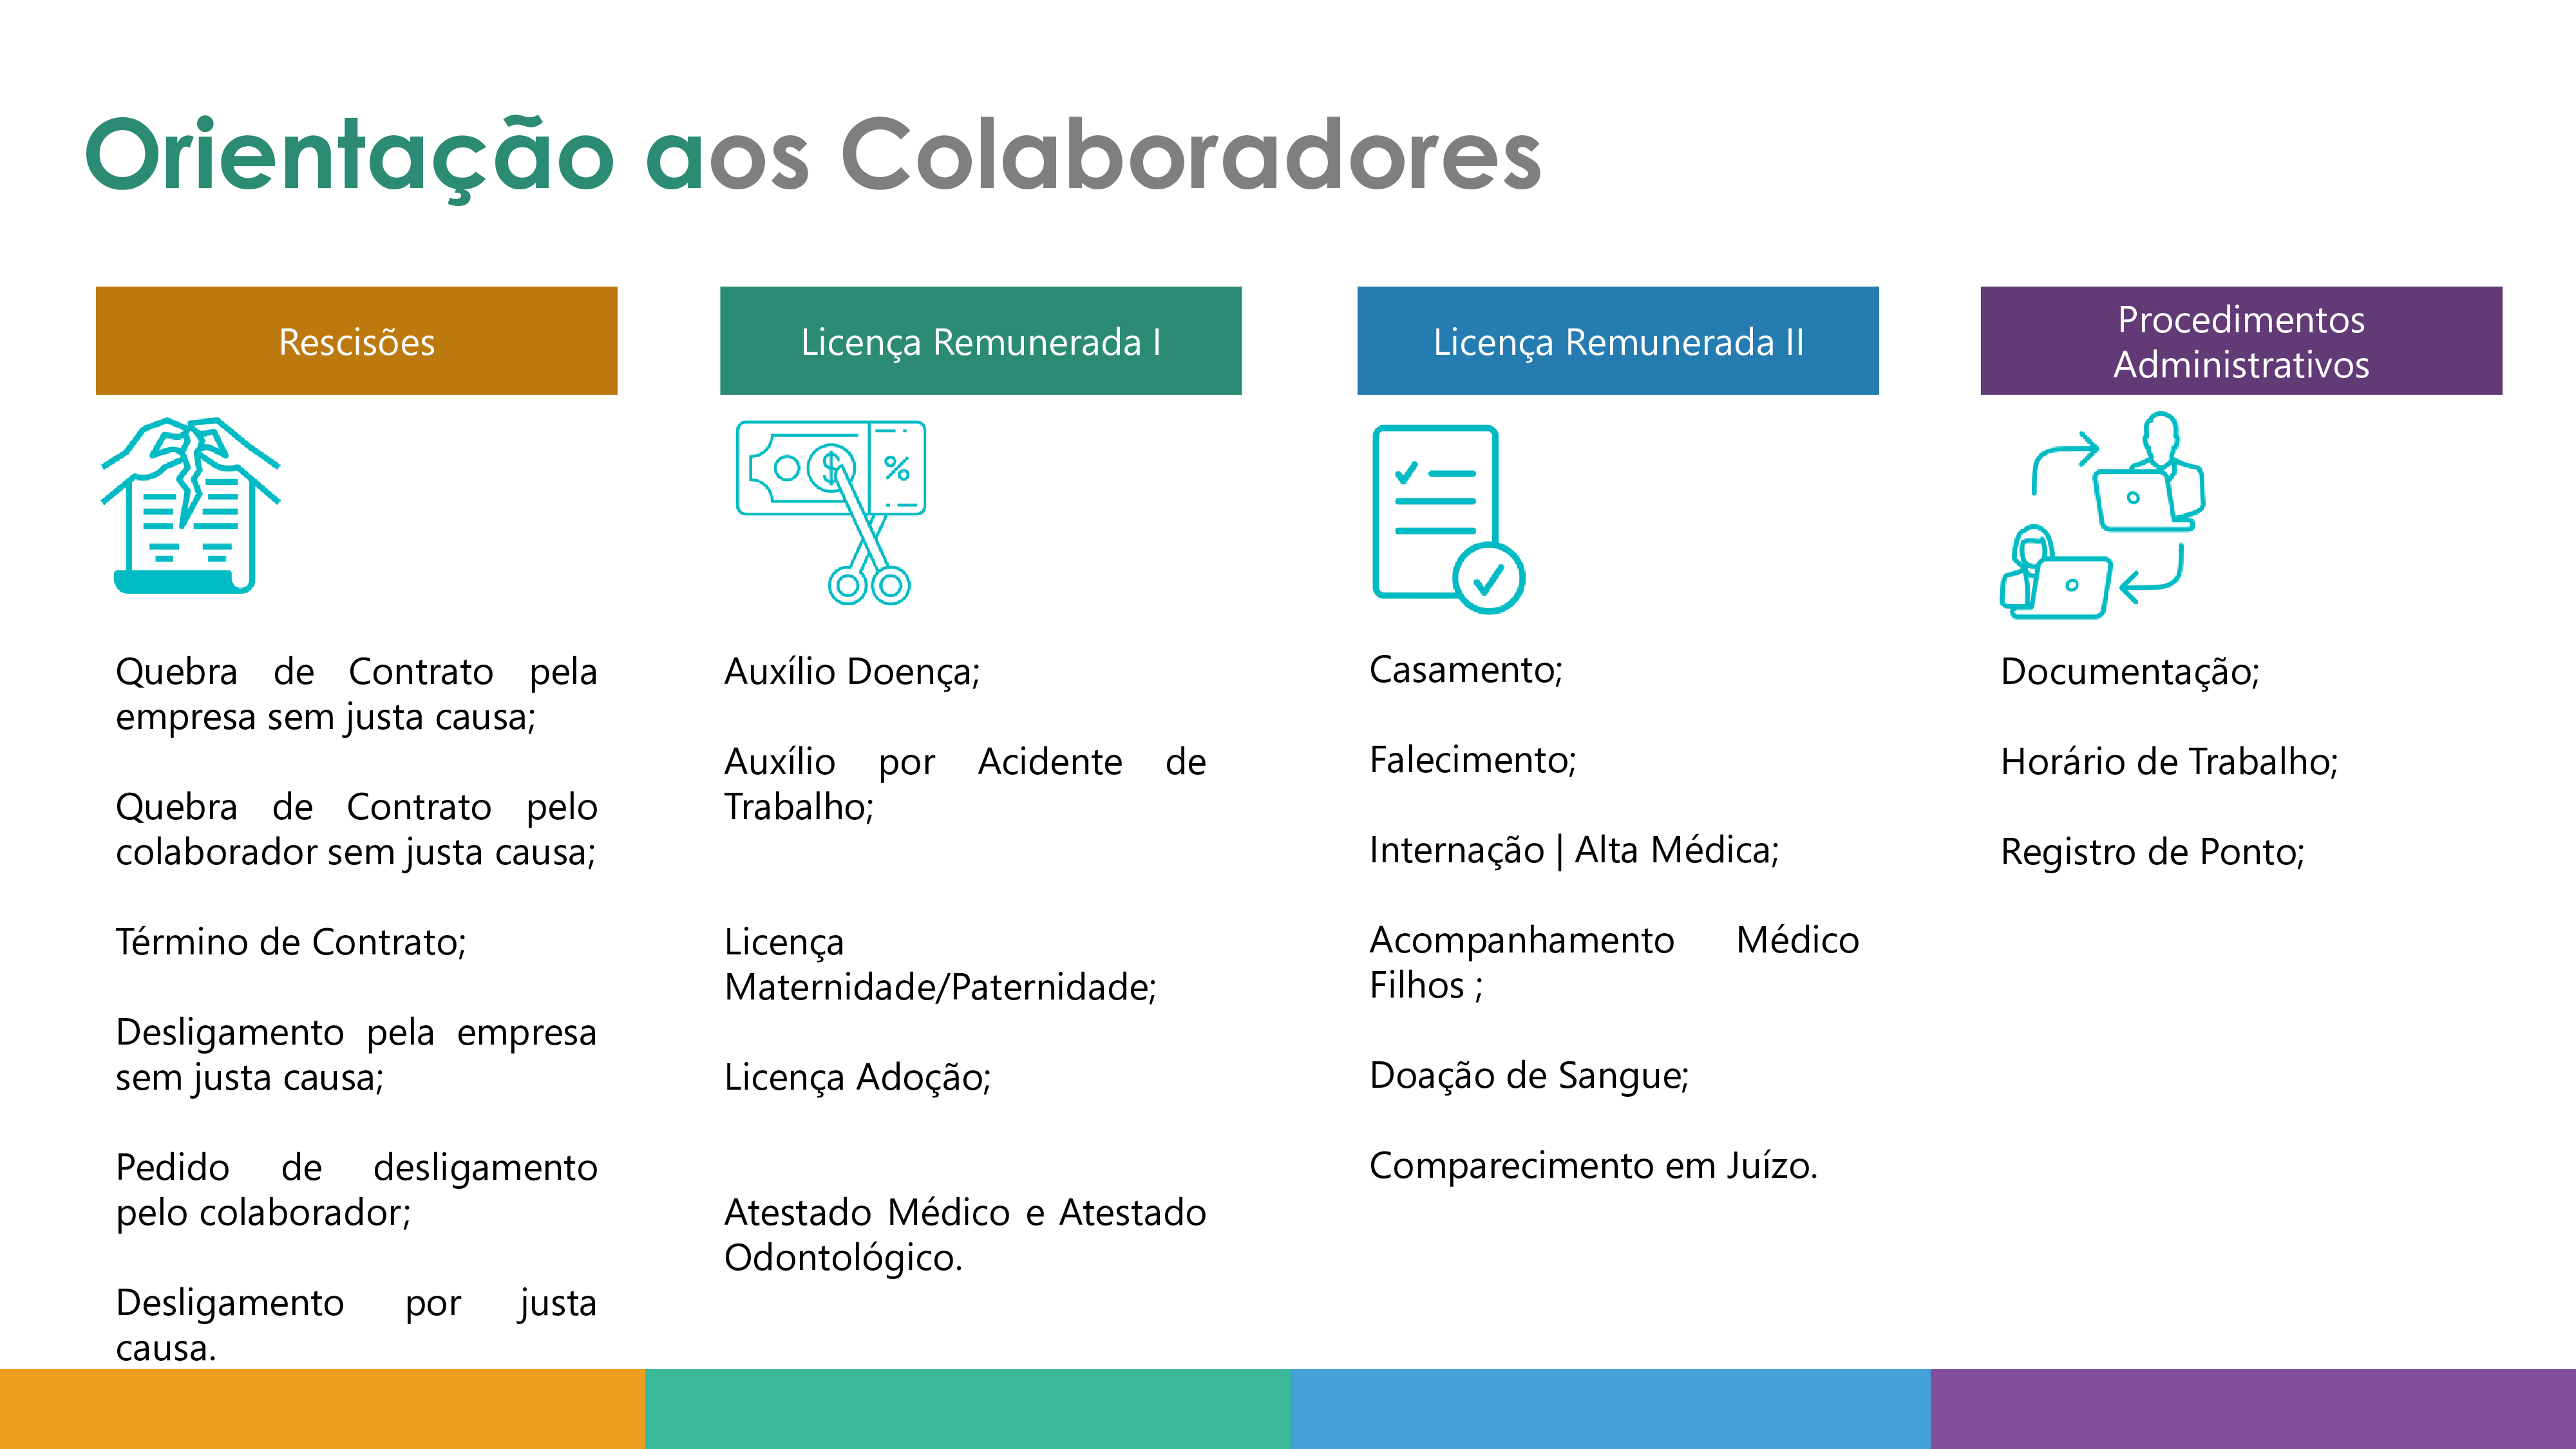 Orientação aos Colaboradores
Rescisões
Quebra de Contrato pela
empresa sem justa causa;
Quebra de Contrato pelo
colaborador sem justa causa;
Término de Contrato;
Desligamento pela empresa
sem justa causa;
Pedido de desligamento
pelo colaborador;
Desligamento por justa
causa.
Licença Remunerada I
$ %
Auxílio Doença;
Auxílio por Acidente de
Trabalho;
Licença
Maternidade/Paternidade;
Licença Adoção;
Atestado Médico e Atestado
Odontológico.
Licença Remunerada II
Casamento;
Falecimento;
Internação | Alta Médica;
Acompanhamento Médico
Filhos ;
Doação de Sangue;
Comparecimento em Juízo.
Procedimentos
Administrativos
Documentação;
Horário de Trabalho;
Registro de Ponto;